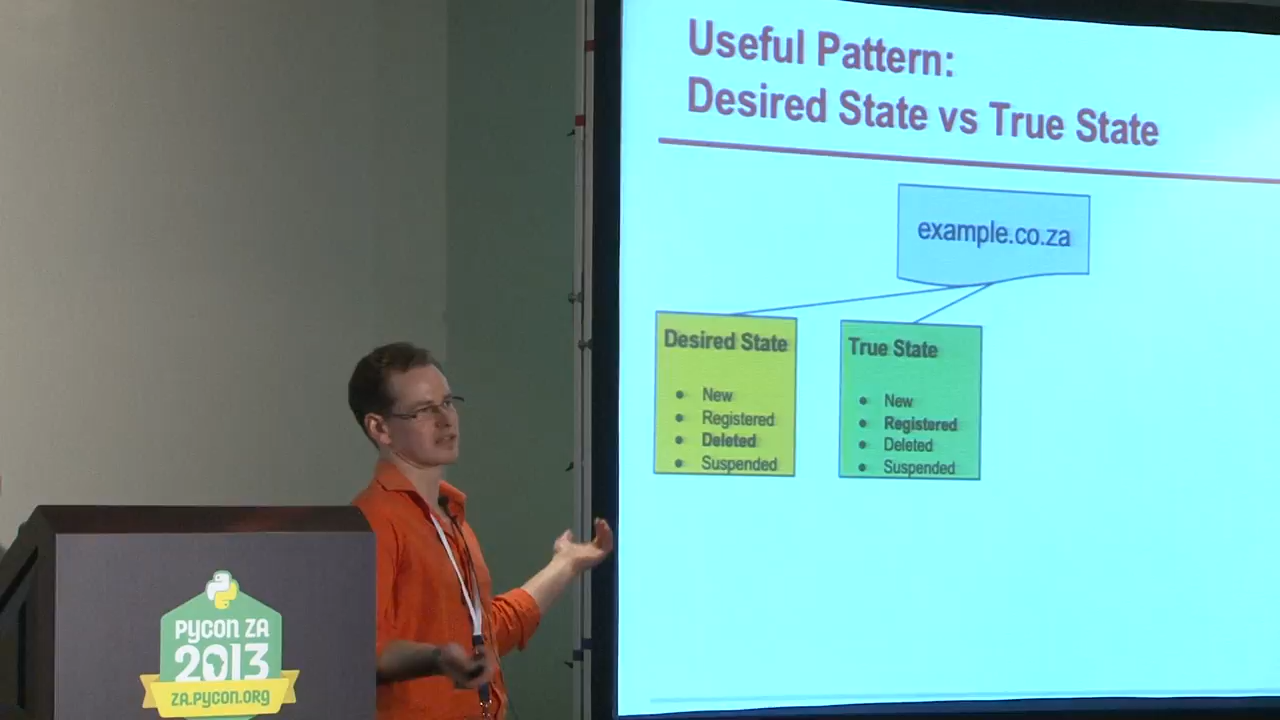 Useful Pattern:
Desired State vs True State
example.co.za
Desired State
• New
• Registered
• Deleted
• Suspended
True State
• New
• Registered
• Deleted
• Suspended
PYCON ZA
2013
ZA.PYCON.ORG